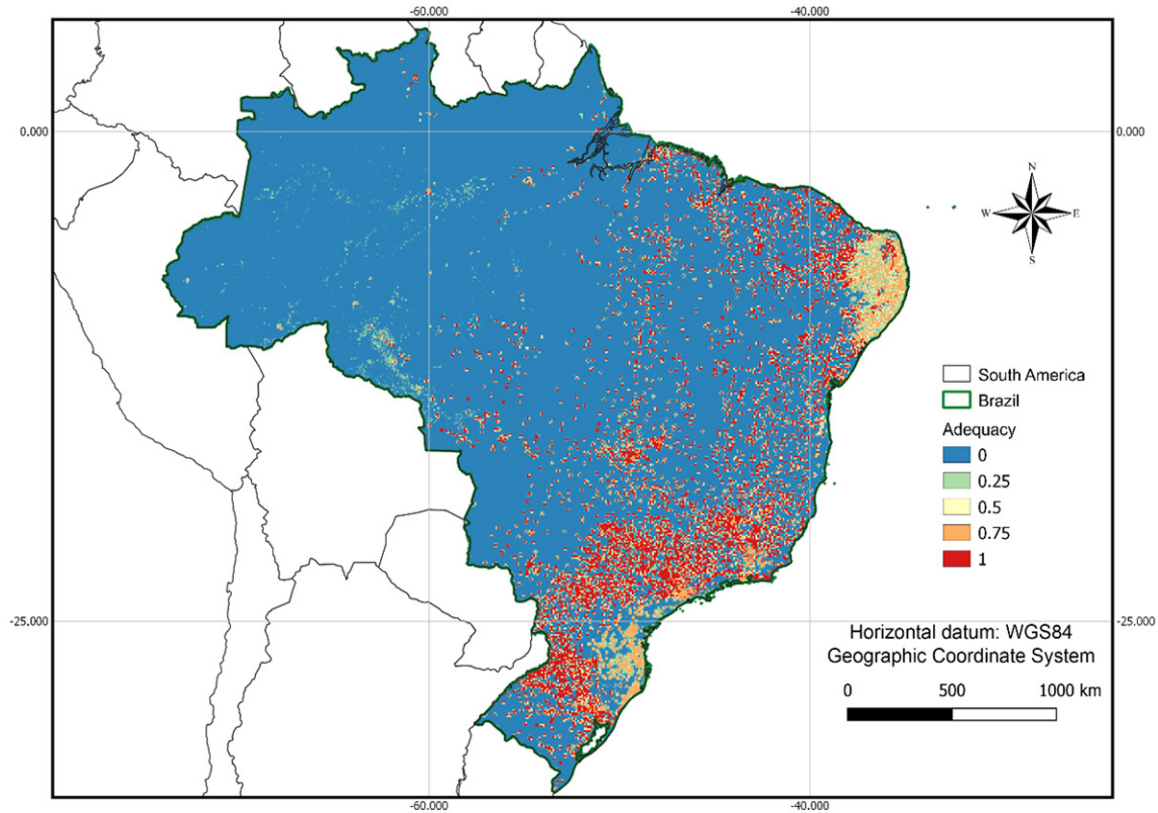 -60.000
-40.000
0.000
0.000
N
W
E
S
South America
Brazil
Adequacy
0
0.25
0.5
0.75
1
-25.000
-25.000
Horizontal datum: WGS84
Geographic Coordinate System
0
500
1000 km
-60.000
-40.000